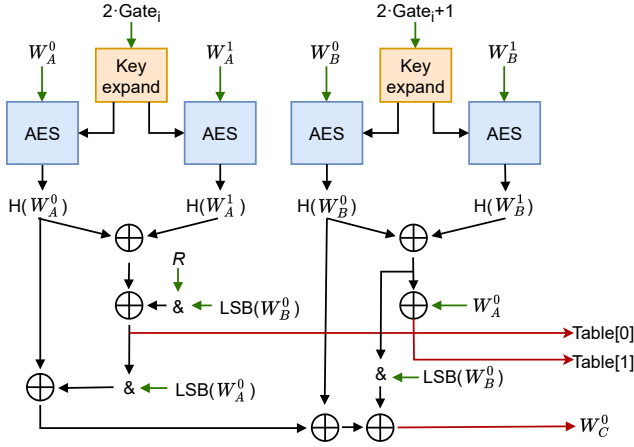 2·Gateᵢ
2·Gateᵢ+1
W_A^0
W_A^1
W_B^0
W_B^1
Key expand
Key expand
AES
AES
AES
AES
H(W_A^0)
H(W_A^1)
H(W_B^0)
H(W_B^1)
R
& LSB(W_B^0)
W_A^0
Table[0]
Table[1]
& LSB(W_A^0)
& LSB(W_B^0)
W_C^0